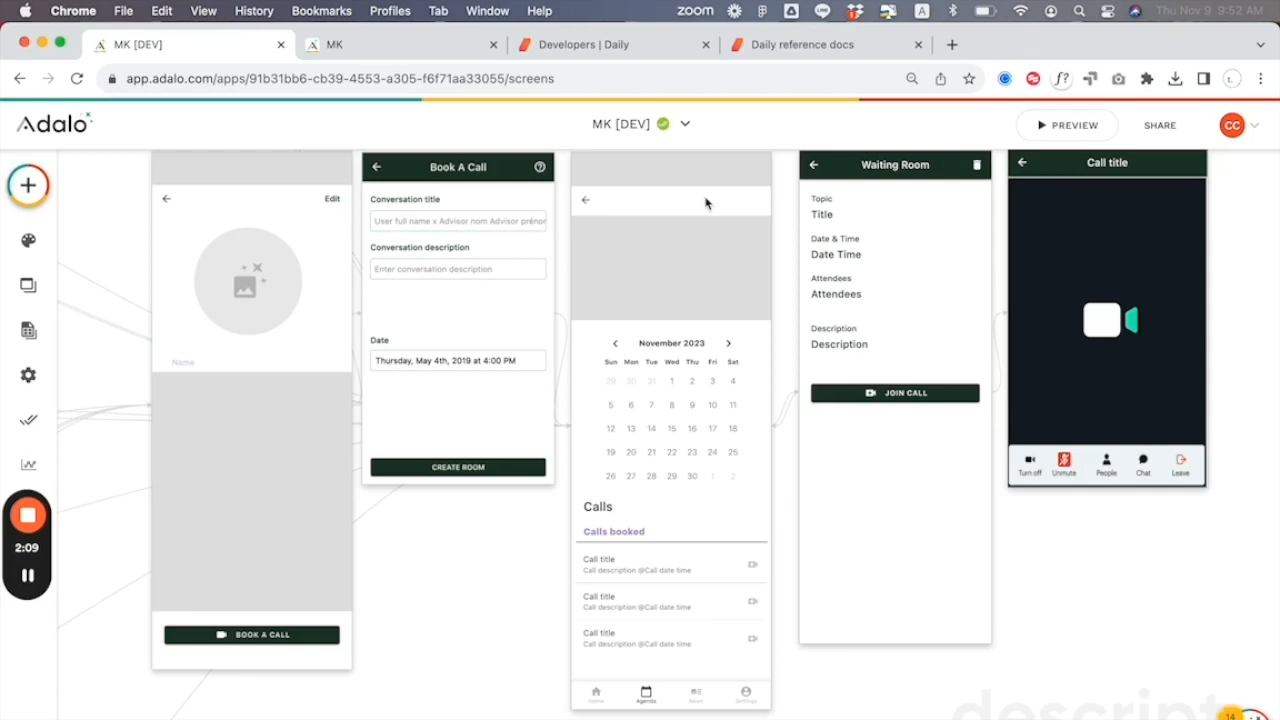 Chrome File Edit View History Bookmarks Profiles Tab Window Help zoom A Thu Nov 9 9:52 AM
MK [DEV] MK Developers | Daily Daily reference docs
app.adalo.com/apps/91b31bb6-cb39-4553-a305-f6f71aa33055/screens
Adalo MK [DEV] PREVIEW SHARE CC
2:09
Edit
Name
BOOK A CALL
Book A Call
Conversation title
User full name x Advisor nom Advisor prénor
Conversation description
Enter conversation description
Date
Thursday, May 4th, 2019 at 4:00 PM
CREATE ROOM
November 2023
Sun Mon Tue Wed Thu Fri Sat
29 30 31 1 2 3 4
5 6 7 8 9 10 11
12 13 14 15 16 17 18
19 20 21 22 23 24 25
26 27 28 29 30 1 2
Calls
Calls booked
Call title
Call description @Call date time
Call title
Call description @Call date time
Call title
Call description @Call date time
Home Agenda News Settings
Waiting Room
Topic
Title
Date & Time
Date Time
Attendees
Attendees
Description
Description
JOIN CALL
Call title
Turn off Unmute People Chat Leave
descript
14